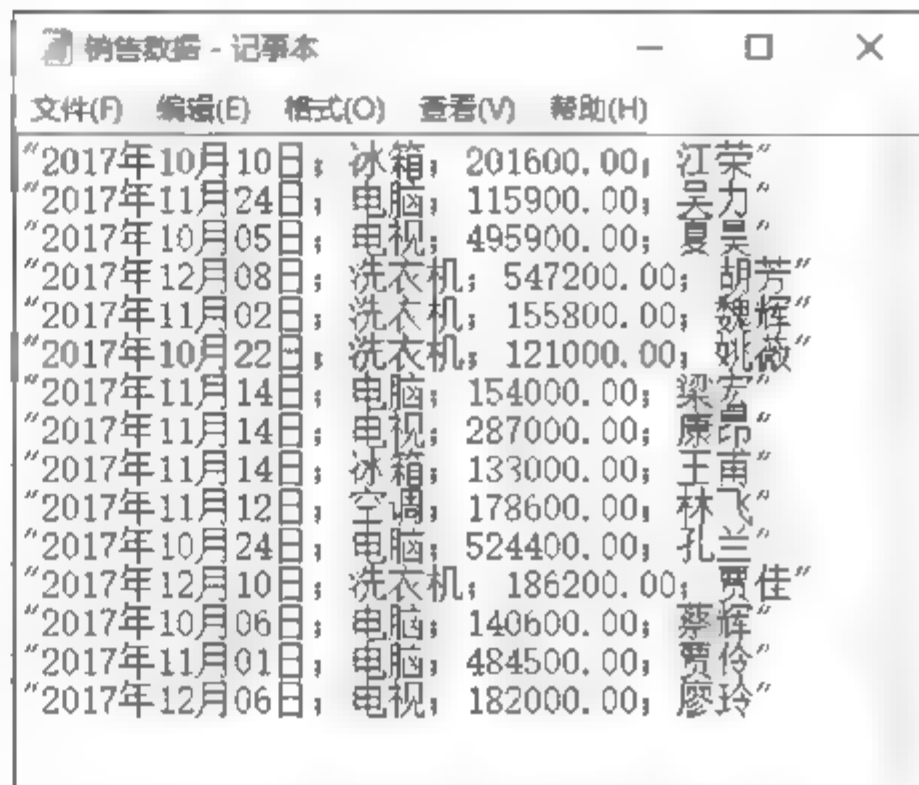 销售数据 - 记事本
文件(F) 编辑(E) 格式(O) 查看(V) 帮助(H)
"2017年10月10日; 冰箱; 201600.00; 江荣"
"2017年11月24日; 电脑; 115900.00; 吴力"
"2017年10月05日; 电视; 495900.00; 夏昊"
"2017年12月08日; 洗衣机; 547200.00; 胡芳"
"2017年11月02日; 洗衣机; 155800.00; 魏辉"
"2017年10月22日; 洗衣机; 121000.00; 姚薇"
"2017年11月14日; 电脑; 154000.00; 梁宏"
"2017年11月14日; 电视; 287000.00; 康昂"
"2017年11月14日; 冰箱; 133000.00; 王甫"
"2017年11月12日; 空调; 178600.00; 林飞"
"2017年10月24日; 电脑; 524400.00; 孔兰"
"2017年12月10日; 洗衣机; 186200.00; 贾佳"
"2017年10月06日; 电脑; 140600.00; 蔡辉"
"2017年11月01日; 电脑; 484500.00; 贾伶"
"2017年12月06日; 电视; 182000.00; 廖玲"